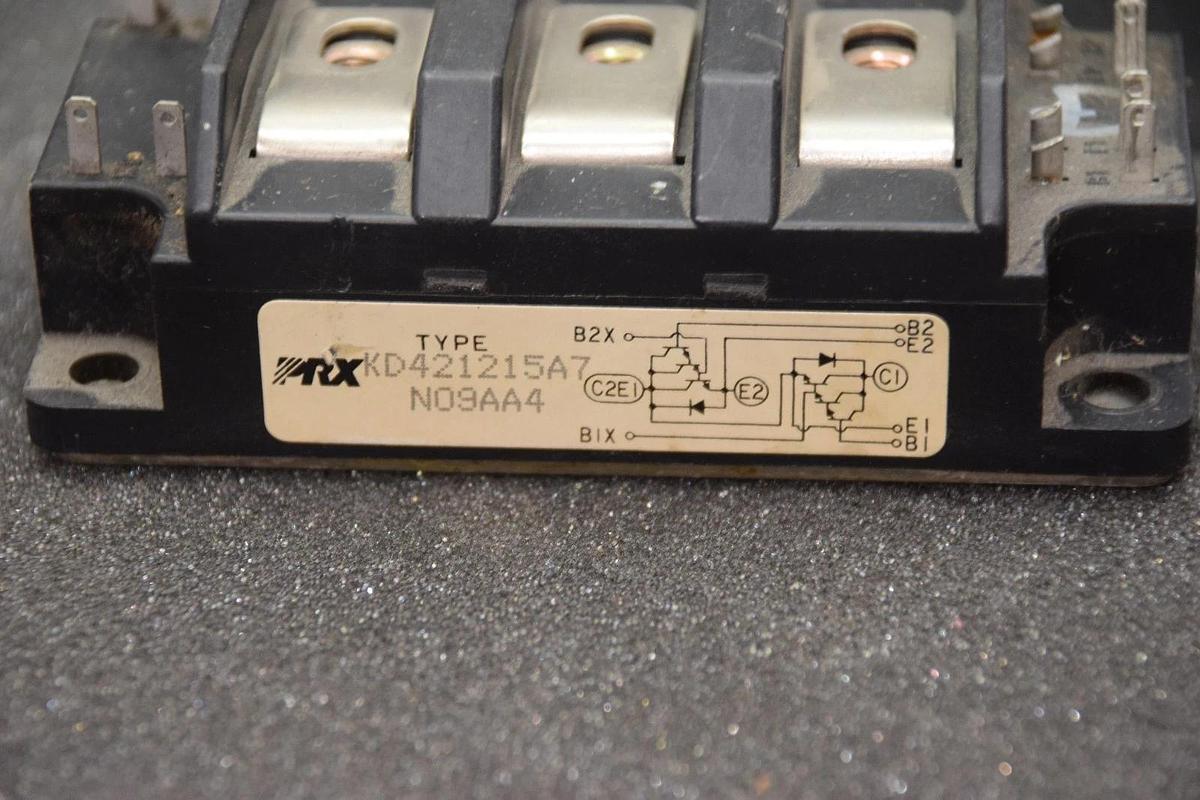 TYPE
PRX KD421215A7
N09AA4
B2X
B2
E2
C2E1
E2
C1
B1X
E1
B1